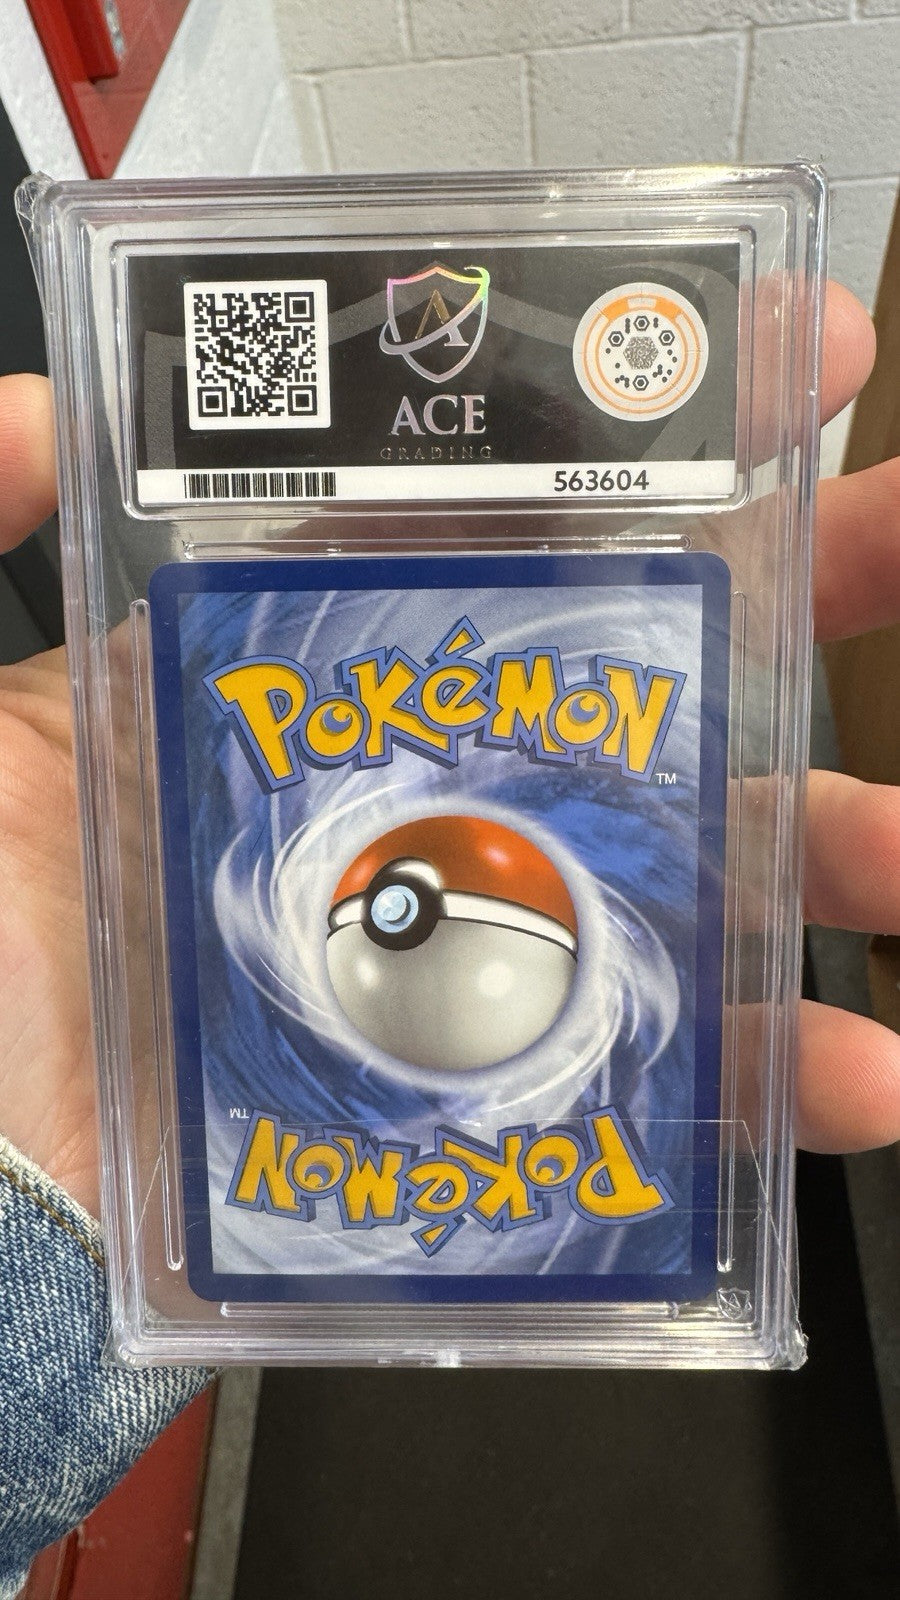 ACE
GRADING
563604
POKéMON
TM
TM
POKéMON